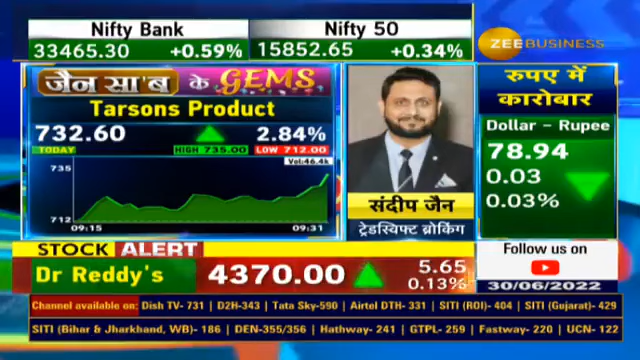 Nifty Bank
33465.30 +0.59%
Nifty 50
15852.65 +0.34%
ZEE BUSINESS
जैन सा'ब के GEMS
Tarsons Product
732.60 2.84%
TODAY HIGH 735.00 LOW 712.00
Vol:46.4k
735
712
09:15 09:31
संदीप जैन
ट्रेडस्विफ्ट ब्रोकिंग
रुपए में
कारोबार
Dollar - Rupee
78.94
0.03
0.03%
STOCK ALERT
Dr Reddy's 4370.00 5.65
0.13%
Follow us on
30/06/2022
Channel available on: Dish TV- 731 | D2H-343 | Tata Sky-590 | Airtel DTH- 331 | SITI (ROI)- 404 | SITI (Gujarat)- 429
SITI (Bihar & Jharkhand, WB)- 186 | DEN-355/356 | Hathway- 241 | GTPL- 259 | Fastway- 220 | UCN- 122